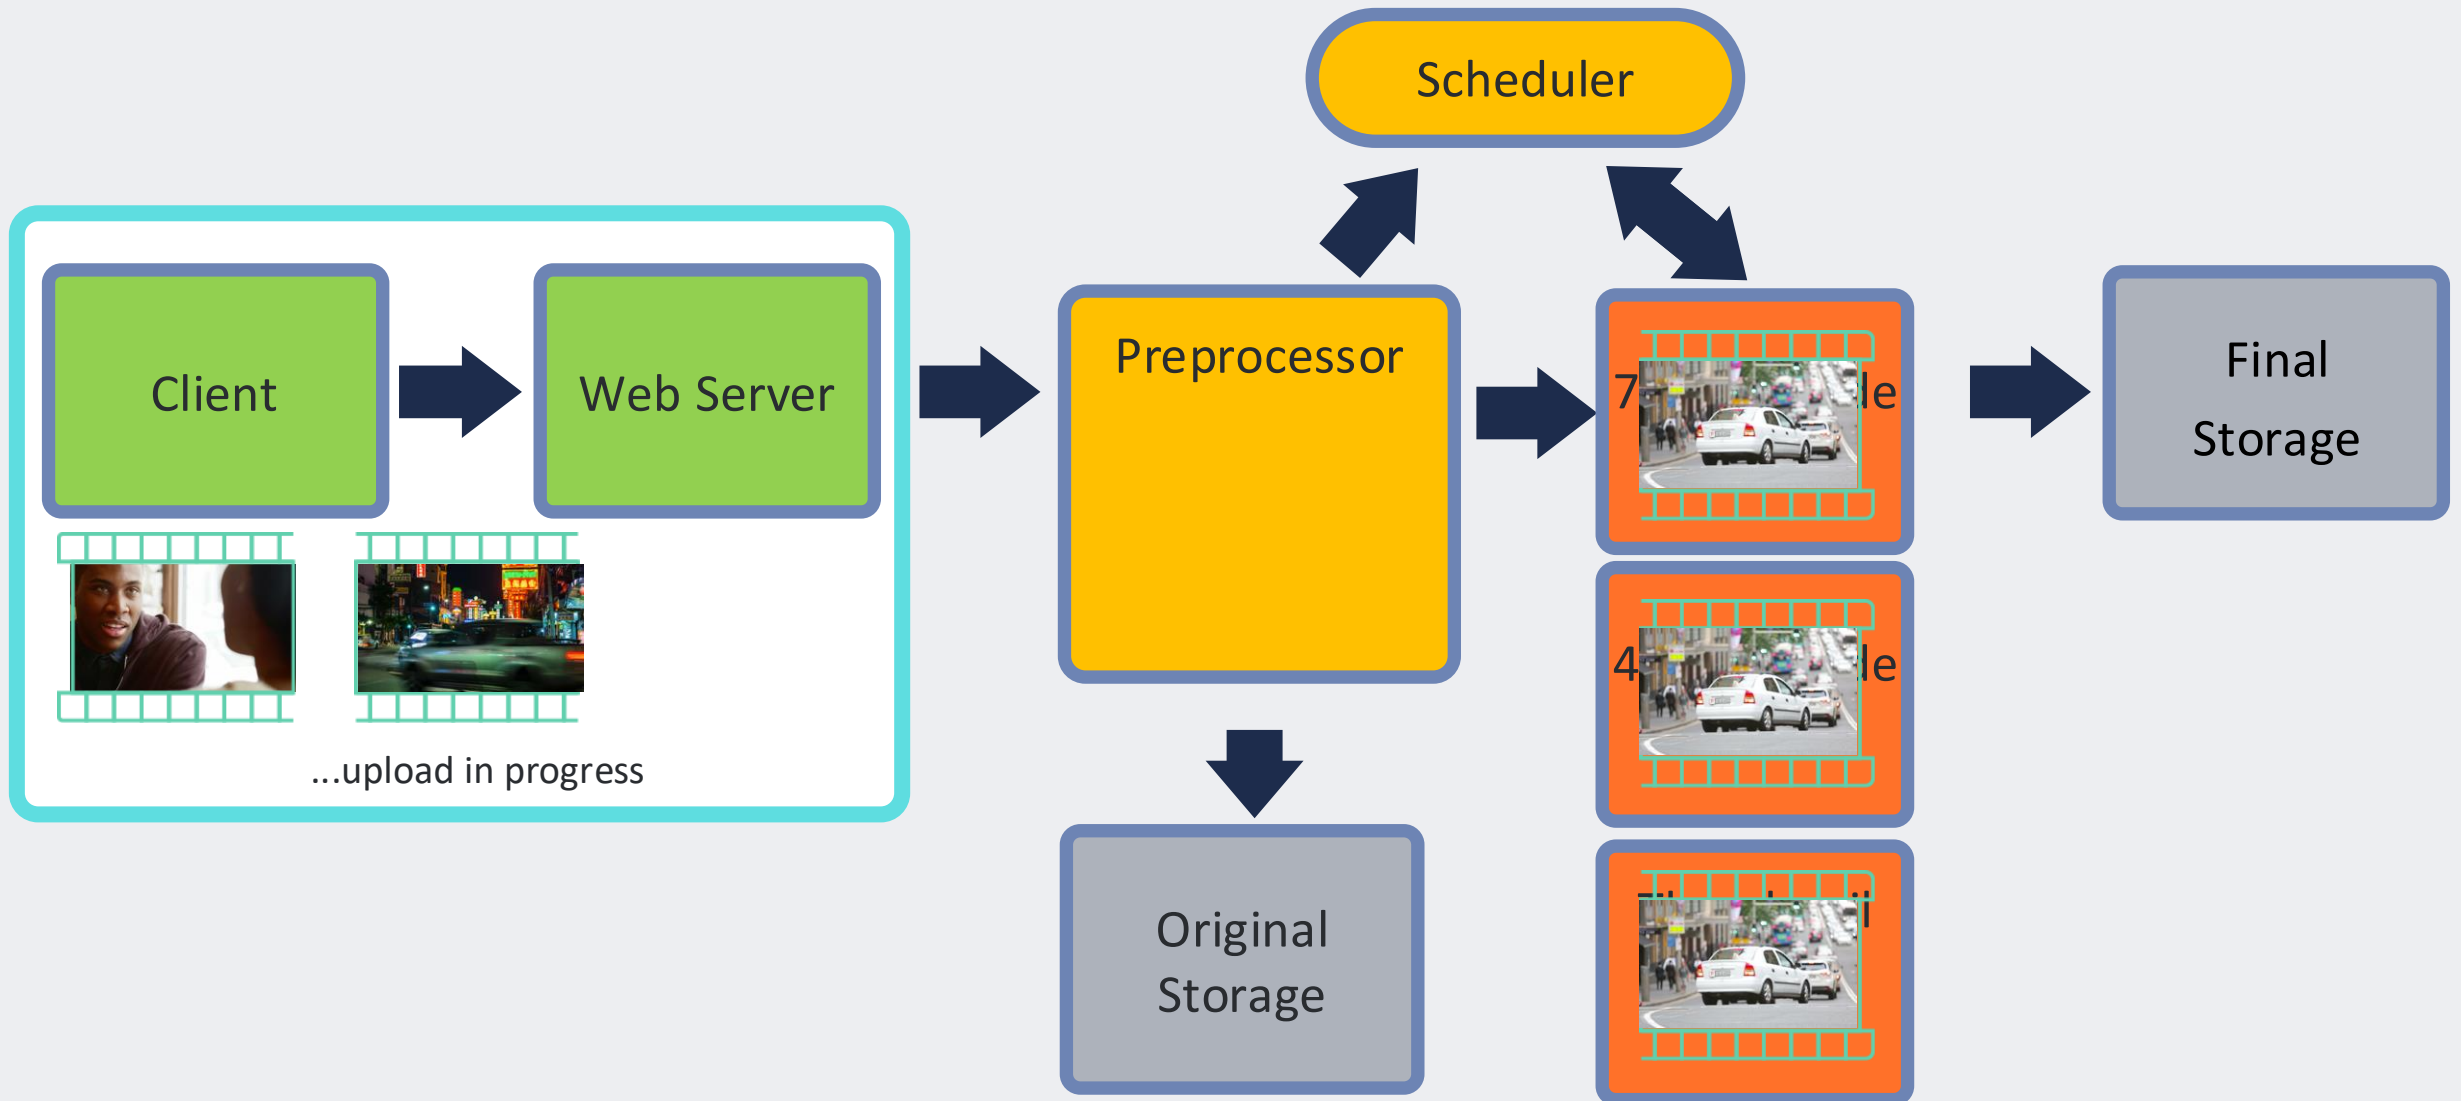 Scheduler
Client
Web Server
...upload in progress
Preprocessor
Original
Storage
Final
Storage